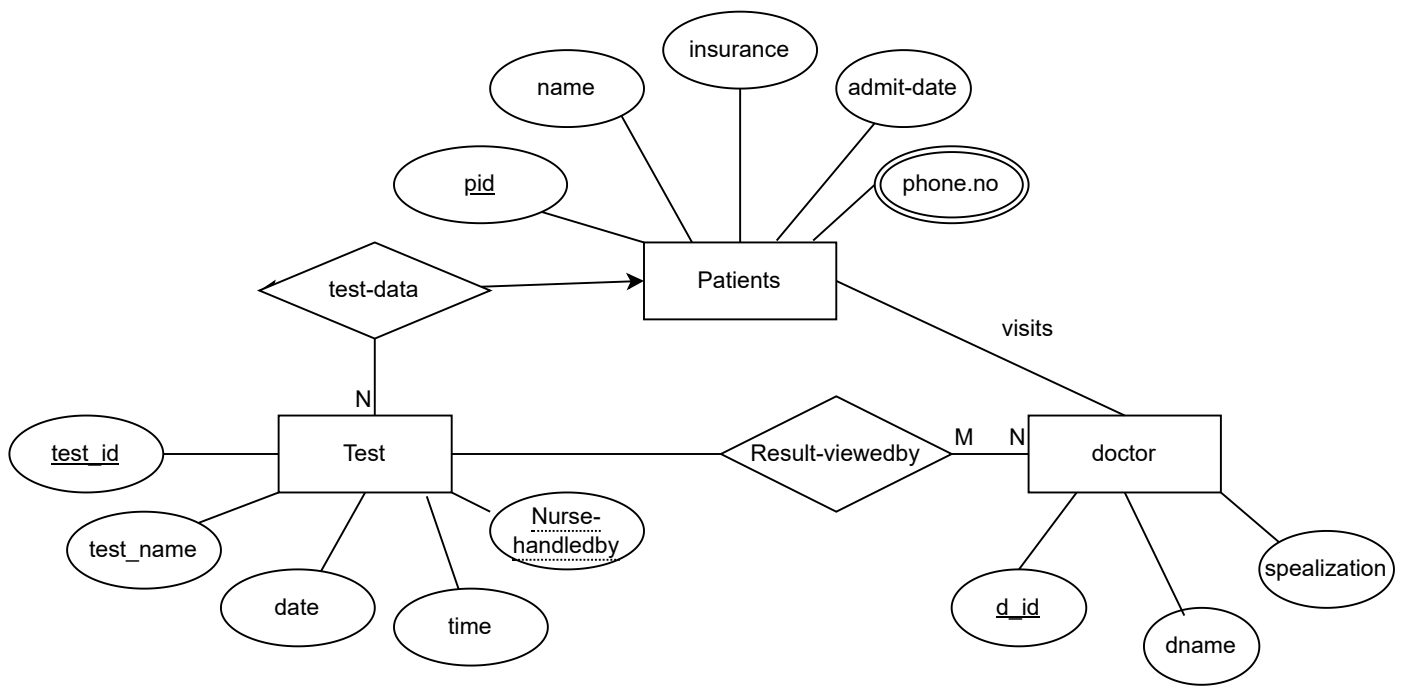 insurance
name
admit-date
pid
phone.no
Patients
test-data
visits
N
Test
test_id
Result-viewedby
M
N
doctor
Nurse-
handledby
test_name
date
time
d_id
dname
spealization